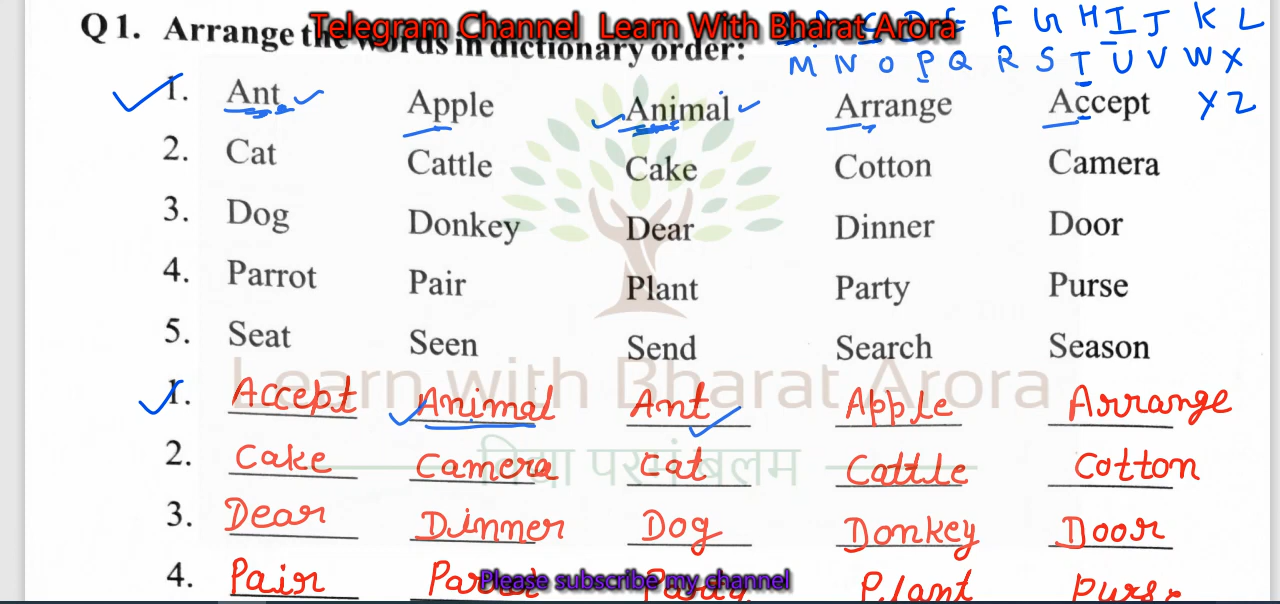 Telegram Channel Learn With Bharat Arora
Q 1. Arrange the words in dictionary order:
F G H I J K L
M N O P Q R S T U V W X
Y Z
1. Ant Apple Animal Arrange Accept
2. Cat Cattle Cake Cotton Camera
3. Dog Donkey Dear Dinner Door
4. Parrot Pair Plant Party Purse
5. Seat Seen Send Search Season
Learn with Bharat Arora
1. Accept Animal Ant Apple Arrange
2. Cake Camera Cat Cattle Cotton
3. Dear Dinner Dog Donkey Door
4. Pair Plant
Please subscribe my channel